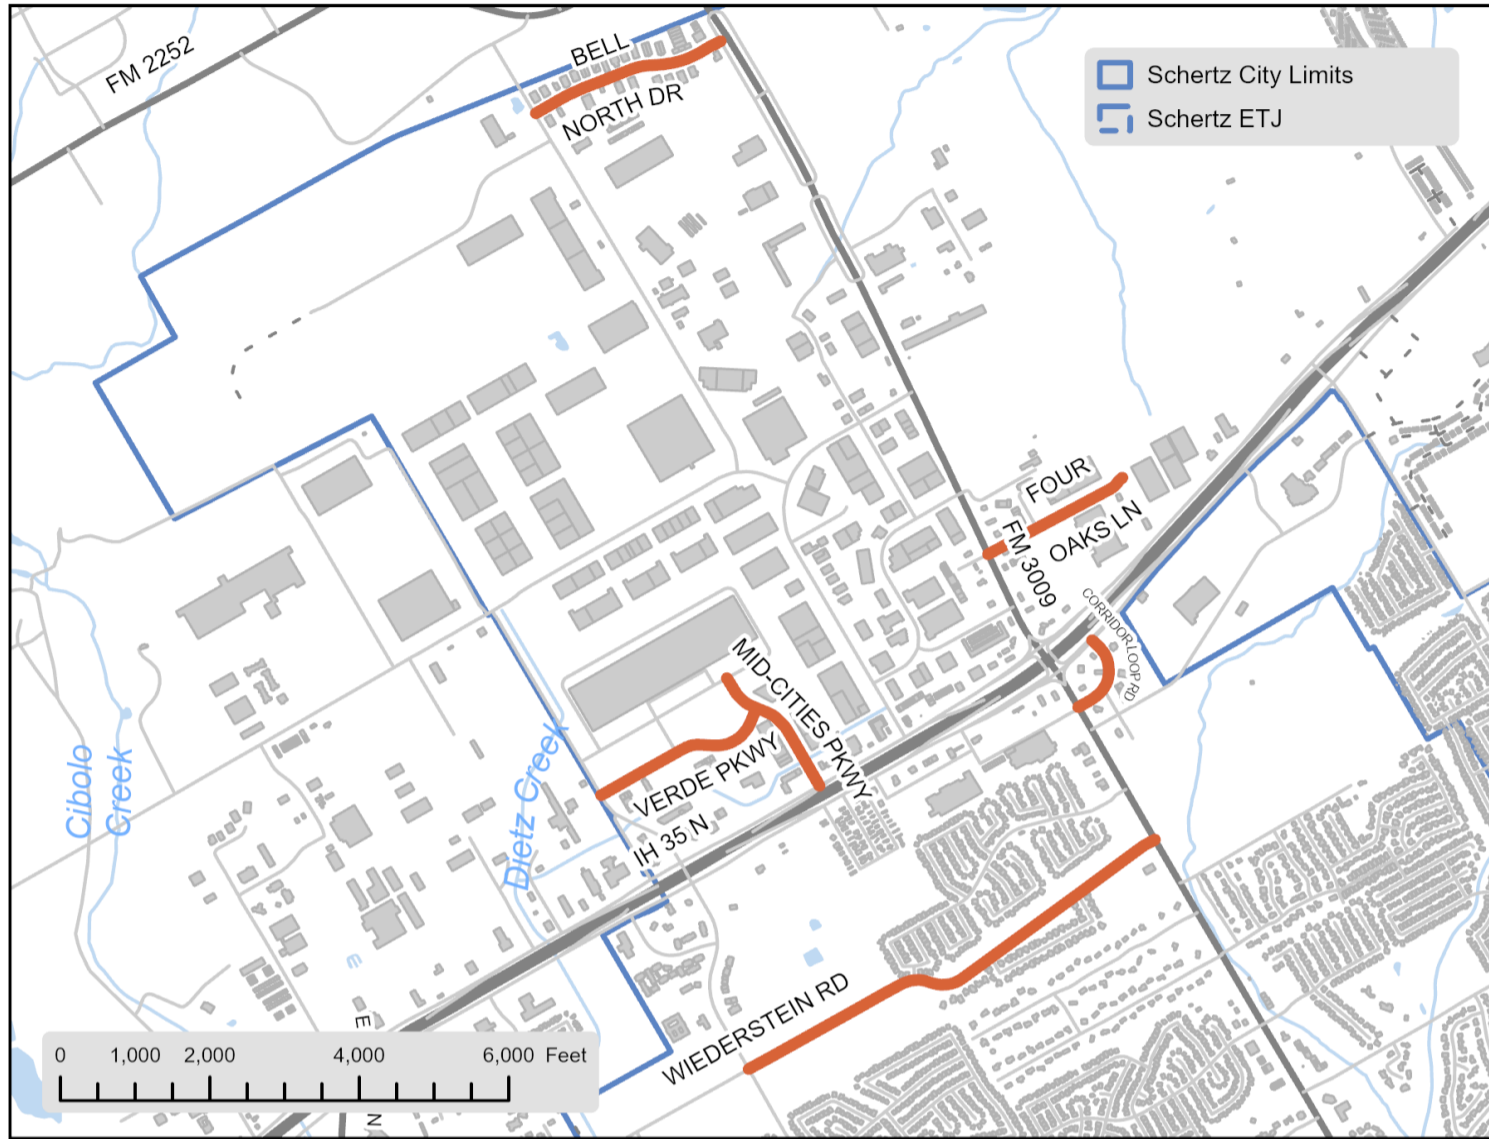 FM 2252
BELL
NORTH DR
Schertz City Limits
Schertz ETJ
FOUR
OAKS LN
FM 3009
CORRIDOR LOOP RD
MID-CITIES PKWY
VERDE PKWY
IH 35 N
Cibolo
Creek
Dietz Creek
WIEDERSTEIN RD
E
E
N
0 1,000 2,000 4,000 6,000 Feet